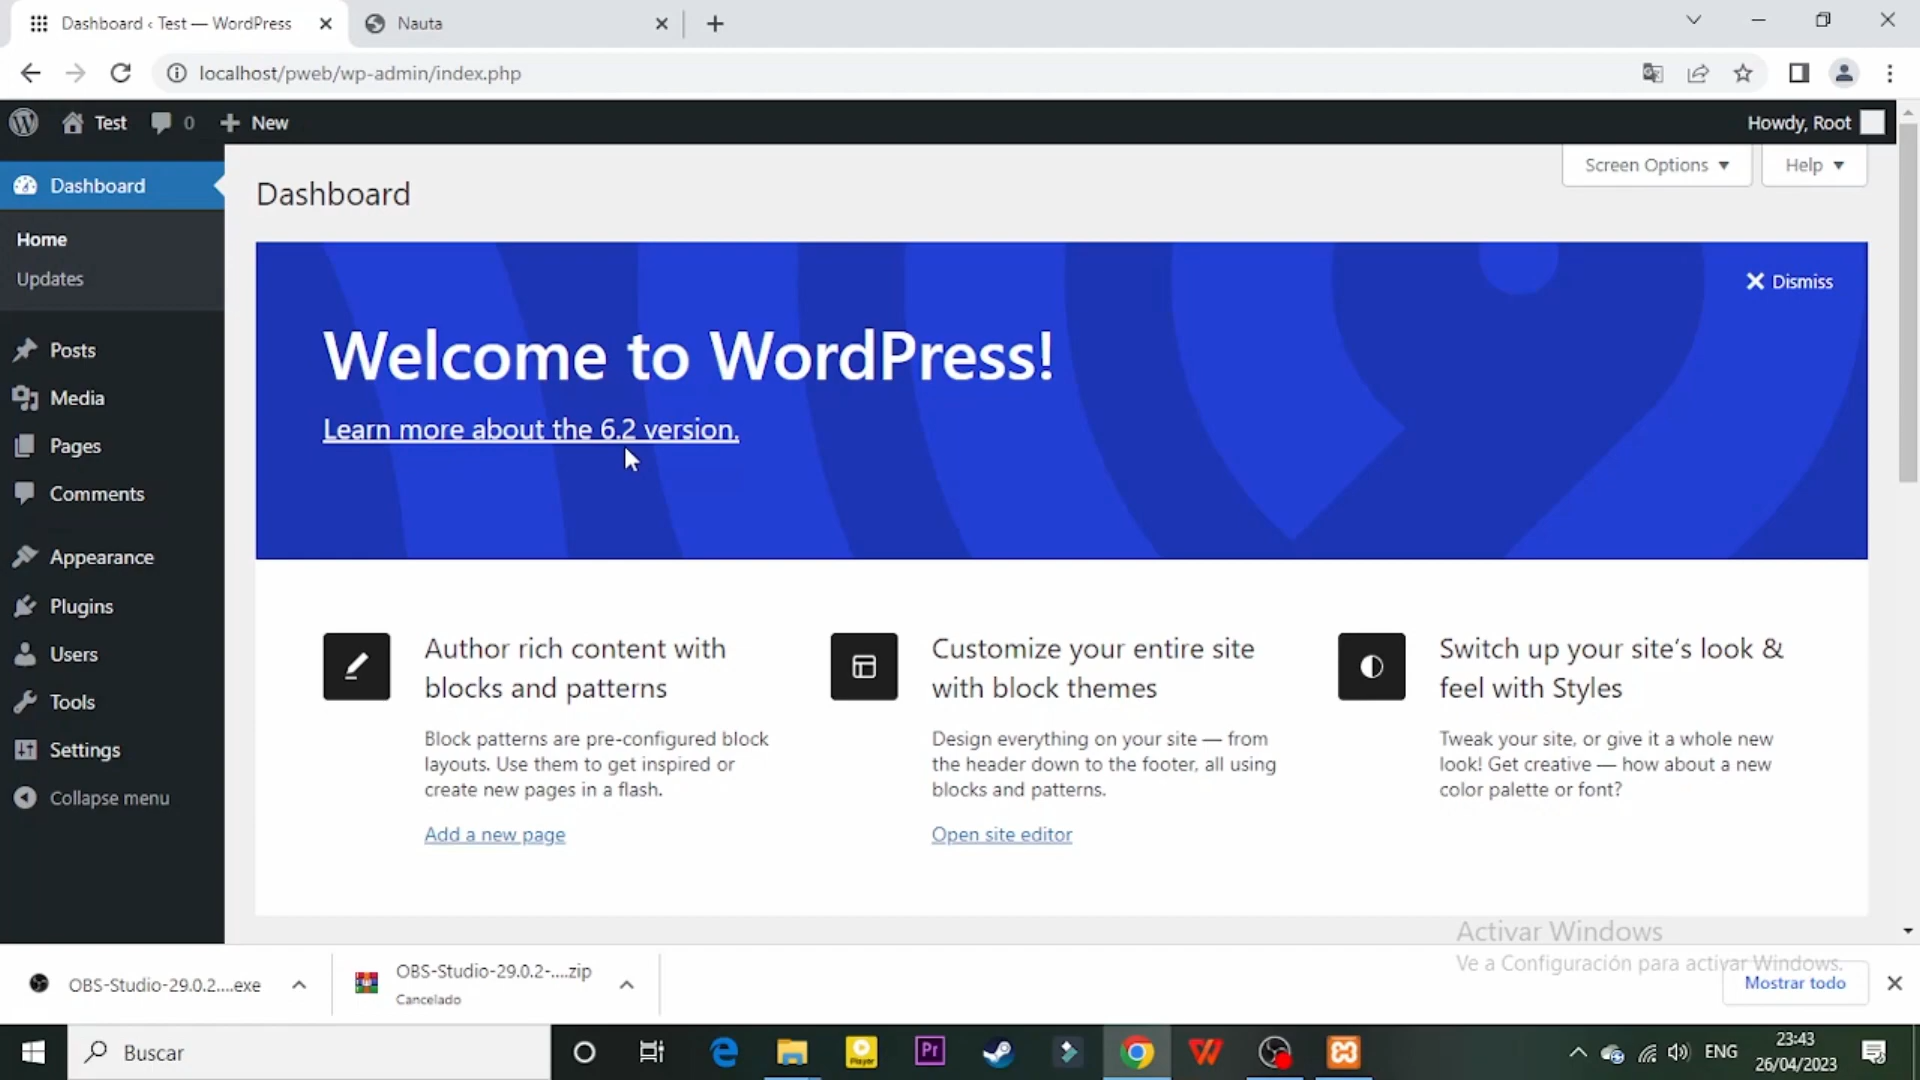 Dashboard ‹ Test — WordPress
Nauta
localhost/pweb/wp-admin/index.php
Test
0
New
Howdy, Root
Screen Options ▼
Help ▼
Dashboard
Home
Updates
Posts
Media
Pages
Comments
Appearance
Plugins
Users
Tools
Settings
Collapse menu
Dashboard
Dismiss
Welcome to WordPress!
Learn more about the 6.2 version.
Author rich content with
blocks and patterns
Block patterns are pre-configured block
layouts. Use them to get inspired or
create new pages in a flash.
Add a new page
Customize your entire site
with block themes
Design everything on your site — from
the header down to the footer, all using
blocks and patterns.
Open site editor
Switch up your site’s look &
feel with Styles
Tweak your site, or give it a whole new
look! Get creative — how about a new
color palette or font?
Activar Windows
Ve a Configuración para activar Windows.
OBS-Studio-29.0.2....exe
OBS-Studio-29.0.2-....zip
Cancelado
Mostrar todo
Buscar
Player
Pr
ENG
23:43
26/04/2023